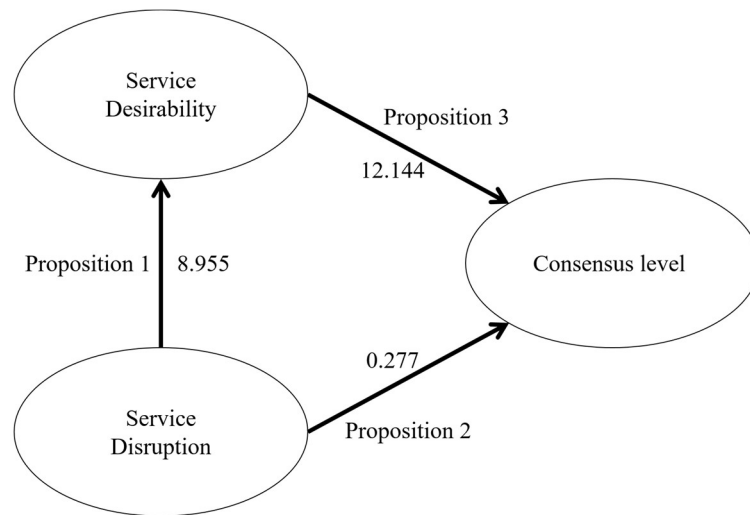 Service
Desirability
Proposition 3
12.144
Proposition 1
8.955
Consensus level
0.277
Service
Disruption
Proposition 2